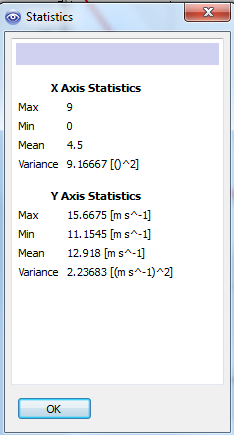 Statistics
X Axis Statistics
Max 9
Min 0
Mean 4.5
Variance 9.16667 [()^2]
Y Axis Statistics
Max 15.6675 [m s^-1]
Min 11.1545 [m s^-1]
Mean 12.918 [m s^-1]
Variance 2.23683 [(m s^-1)^2]
OK